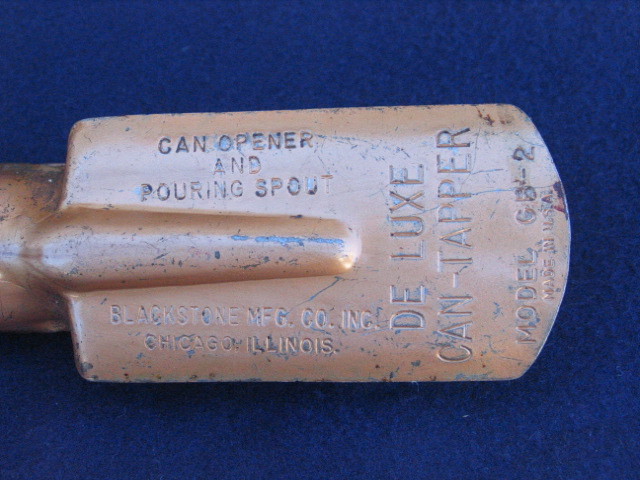 CAN OPENER
AND
POURING SPOUT
BLACKSTONE MFG. CO. INC.
CHICAGO. ILLINOIS.
DE LUXE
CAN-TAPPER
MODEL GB-2
MADE IN U.S.A.